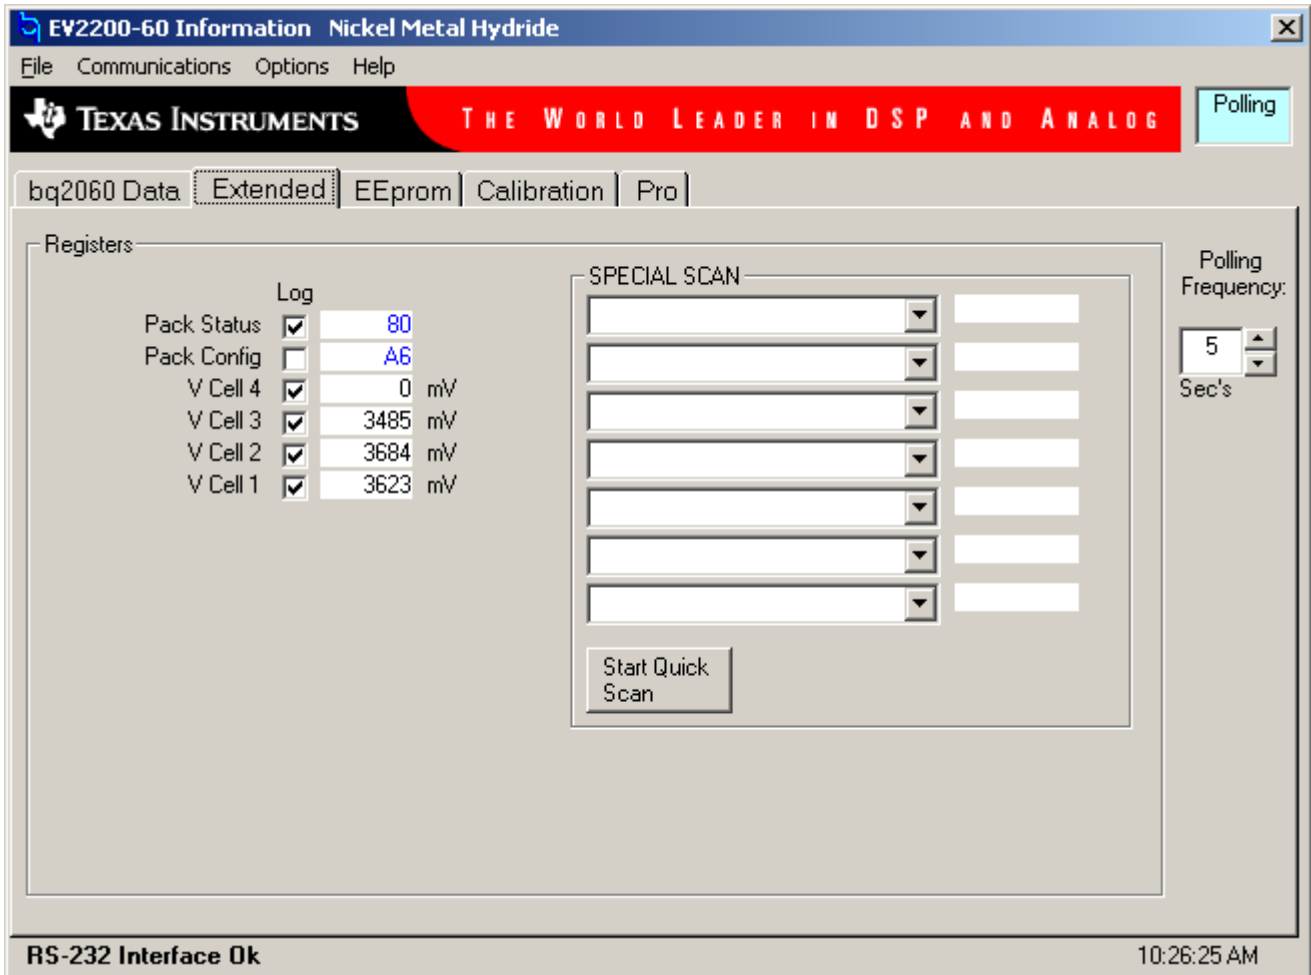 EV2200-60 Information   Nickel Metal Hydride
File   Communications   Options   Help
TEXAS INSTRUMENTS
THE WORLD LEADER IN DSP AND ANALOG
Polling
bq2060 Data   Extended   EEprom   Calibration   Pro
Registers
Log
Pack Status 80
Pack Config A6
V Cell 4 0 mV
V Cell 3 3485 mV
V Cell 2 3684 mV
V Cell 1 3623 mV
SPECIAL SCAN
Start Quick
Scan
Polling
Frequency:
5
Sec's
RS-232 Interface Ok
10:26:25 AM